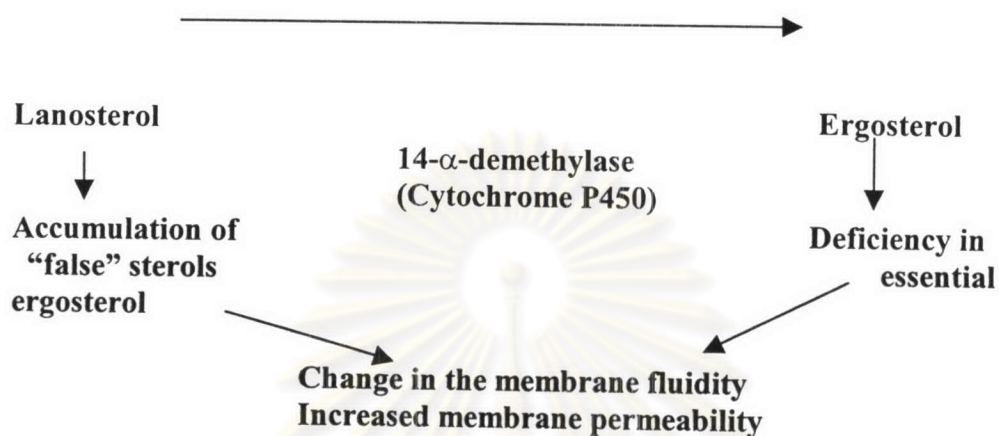 Lanosterol
Ergosterol
14-α-demethylase
(Cytochrome P450)
Accumulation of
“false” sterols
ergosterol
Deficiency in
essential
Change in the membrane fluidity
Increased membrane permeability